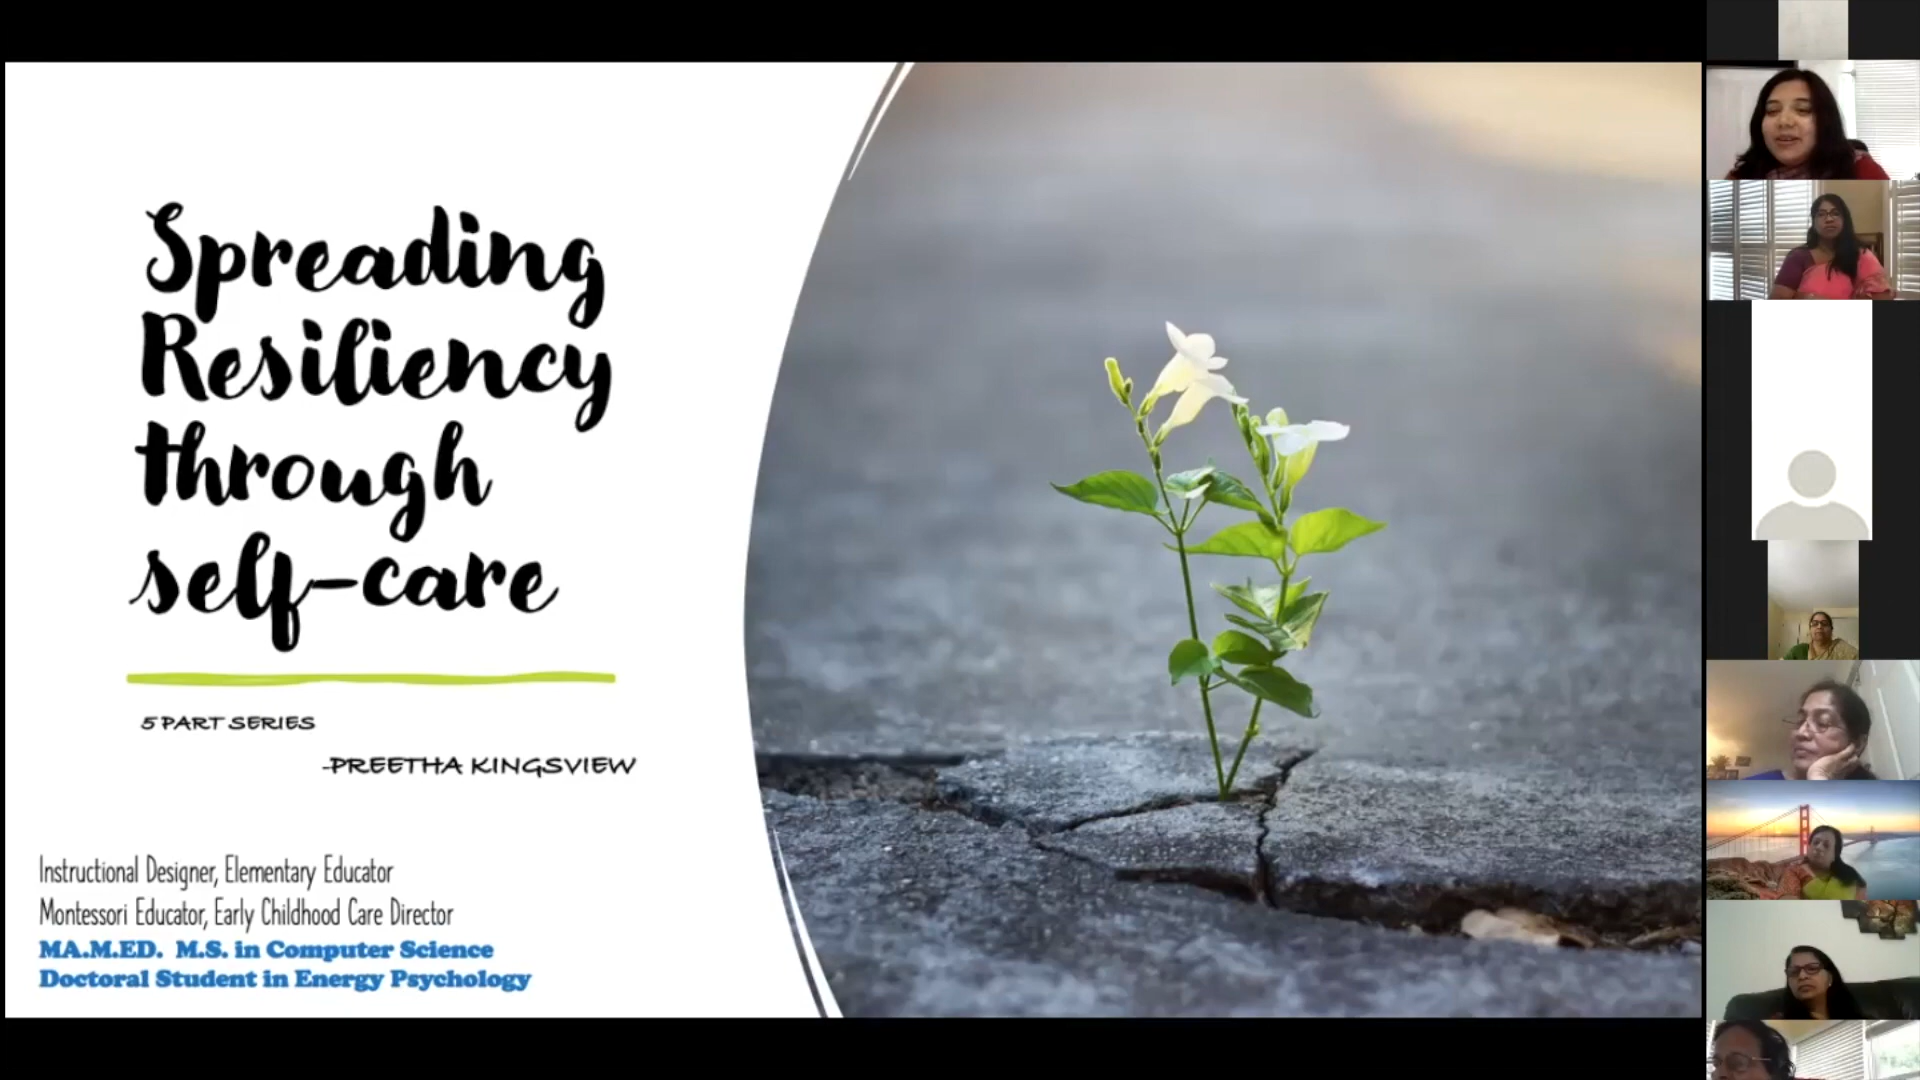 Spreading
Resiliency
through
self-care
5 PART SERIES
-PREETHA KINGSVIEW
Instructional Designer, Elementary Educator
Montessori Educator, Early Childhood Care Director
MA.M.ED. M.S. in Computer Science
Doctoral Student in Energy Psychology